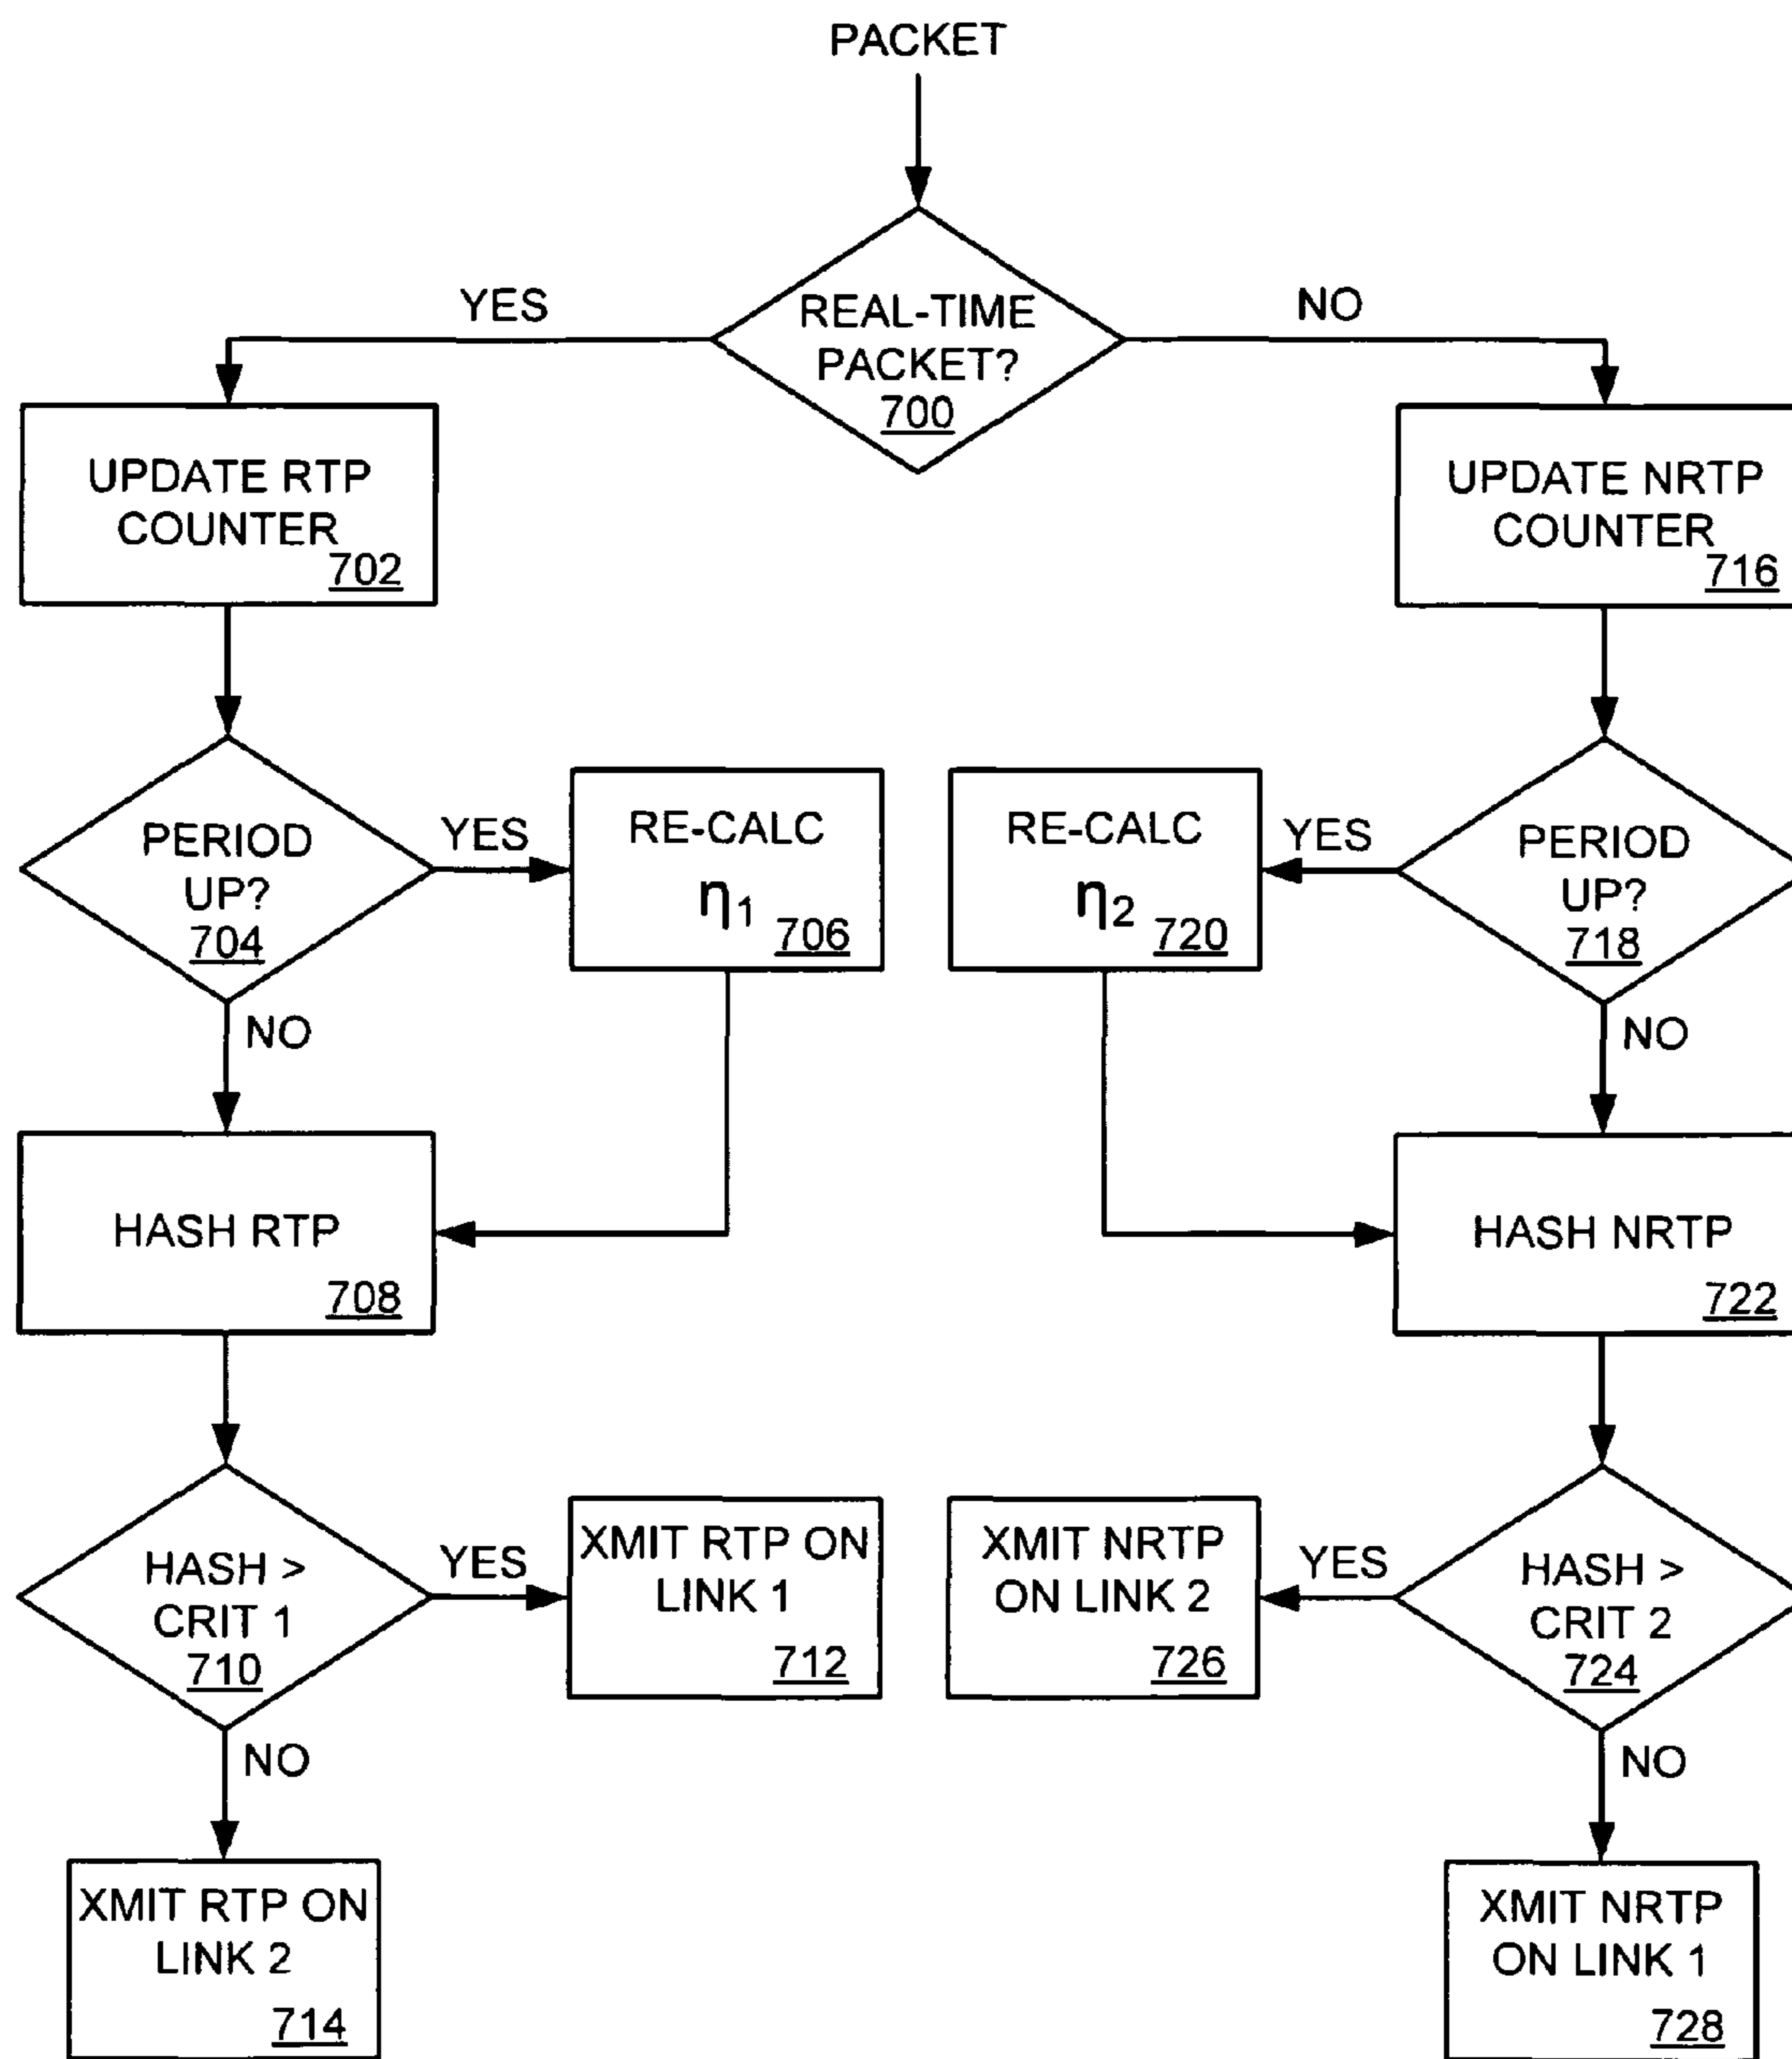 PACKET
REAL-TIME
PACKET?
700
YES
NO
UPDATE RTP
COUNTER
702
UPDATE NRTP
COUNTER
716
PERIOD
UP?
704
YES
NO
RE-CALC
η1
706
RE-CALC
η2
720
YES
PERIOD
UP?
718
NO
HASH RTP
708
HASH NRTP
722
HASH >
CRIT 1
710
YES
NO
XMIT RTP ON
LINK 1
712
XMIT NRTP
ON LINK 2
726
YES
HASH >
CRIT 2
724
NO
XMIT RTP ON
LINK 2
714
XMIT NRTP
ON LINK 1
728